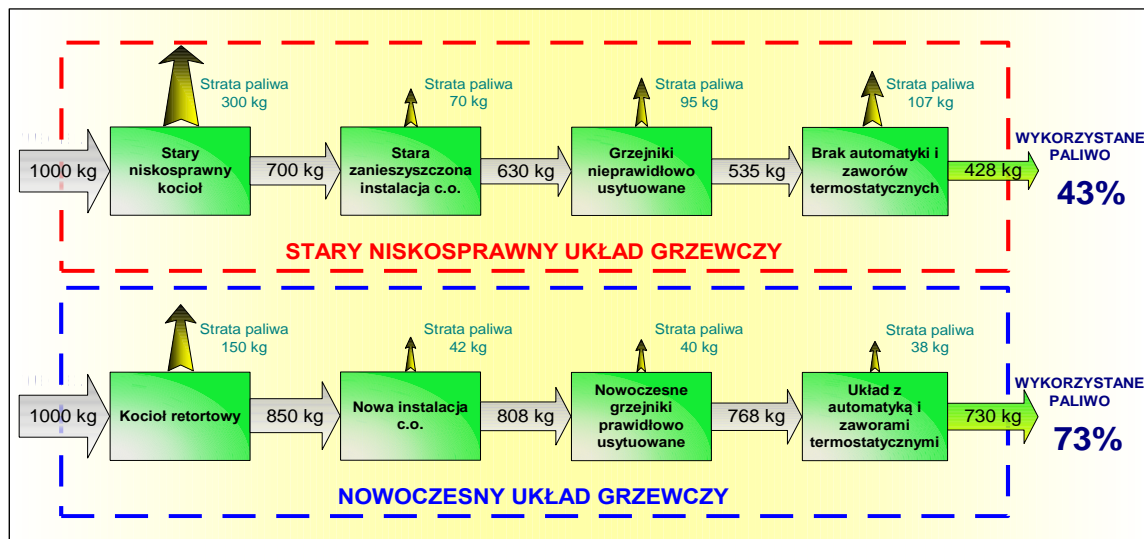 Strata paliwa
300 kg
Strata paliwa
70 kg
Strata paliwa
95 kg
Strata paliwa
107 kg
1000 kg
Stary
niskosprawny
kocioł
700 kg
Stara
zanieszyszczona
instalacja c.o.
630 kg
Grzejniki
nieprawidłowo
usytuowane
535 kg
Brak automatyki i
zaworów
termostatycznych
428 kg
WYKORZYSTANE
PALIWO
43%
STARY NISKOSPRAWNY UKŁAD GRZEWCZY
Strata paliwa
150 kg
Strata paliwa
42 kg
Strata paliwa
40 kg
Strata paliwa
38 kg
1000 kg
Kocioł retortowy
850 kg
Nowa instalacja
c.o.
808 kg
Nowoczesne
grzejniki
prawidłowo
usytuowane
768 kg
Układ z
automatyką i
zaworami
termostatycznymi
730 kg
WYKORZYSTANE
PALIWO
73%
NOWOCZESNY UKŁAD GRZEWCZY